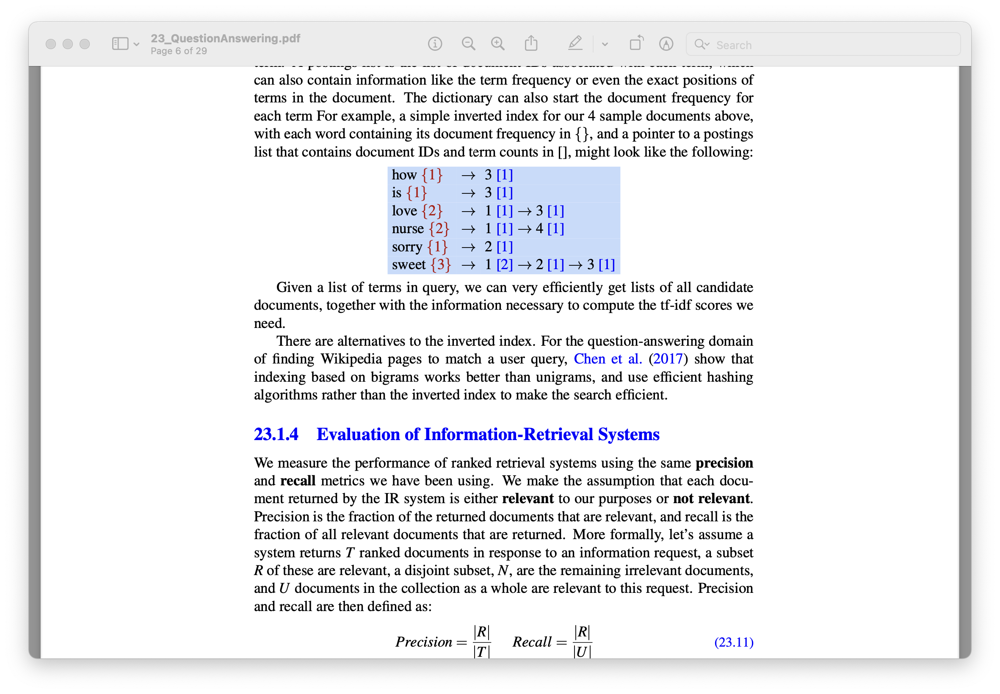 23_QuestionAnswering.pdf
Page 6 of 29
Search
term. A postings list is the list of document IDs associated with each term, which
can also contain information like the term frequency or even the exact positions of
terms in the document. The dictionary can also start the document frequency for
each term For example, a simple inverted index for our 4 sample documents above,
with each word containing its document frequency in {}, and a pointer to a postings
list that contains document IDs and term counts in [], might look like the following:
how {1} → 3 [1]
is {1} → 3 [1]
love {2} → 1 [1] → 3 [1]
nurse {2} → 1 [1] → 4 [1]
sorry {1} → 2 [1]
sweet {3} → 1 [2] → 2 [1] → 3 [1]
Given a list of terms in query, we can very efficiently get lists of all candidate
documents, together with the information necessary to compute the tf-idf scores we
need.
There are alternatives to the inverted index. For the question-answering domain
of finding Wikipedia pages to match a user query, Chen et al. (2017) show that
indexing based on bigrams works better than unigrams, and use efficient hashing
algorithms rather than the inverted index to make the search efficient.
23.1.4 Evaluation of Information-Retrieval Systems
We measure the performance of ranked retrieval systems using the same precision
and recall metrics we have been using. We make the assumption that each docu-
ment returned by the IR system is either relevant to our purposes or not relevant.
Precision is the fraction of the returned documents that are relevant, and recall is the
fraction of all relevant documents that are returned. More formally, let's assume a
system returns T ranked documents in response to an information request, a subset
R of these are relevant, a disjoint subset, N, are the remaining irrelevant documents,
and U documents in the collection as a whole are relevant to this request. Precision
and recall are then defined as:
Precision = |R| / |T| Recall = |R| / |U| (23.11)